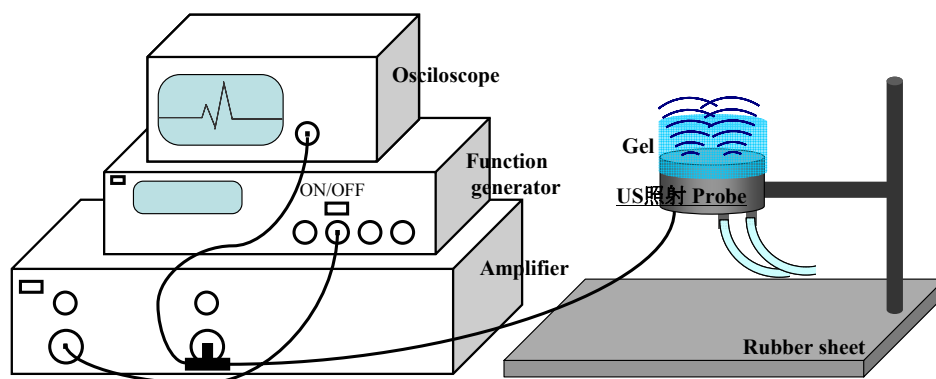 Osciloscope
Function
generator
ON/OFF
Amplifier
Gel
US照射 Probe
Rubber sheet